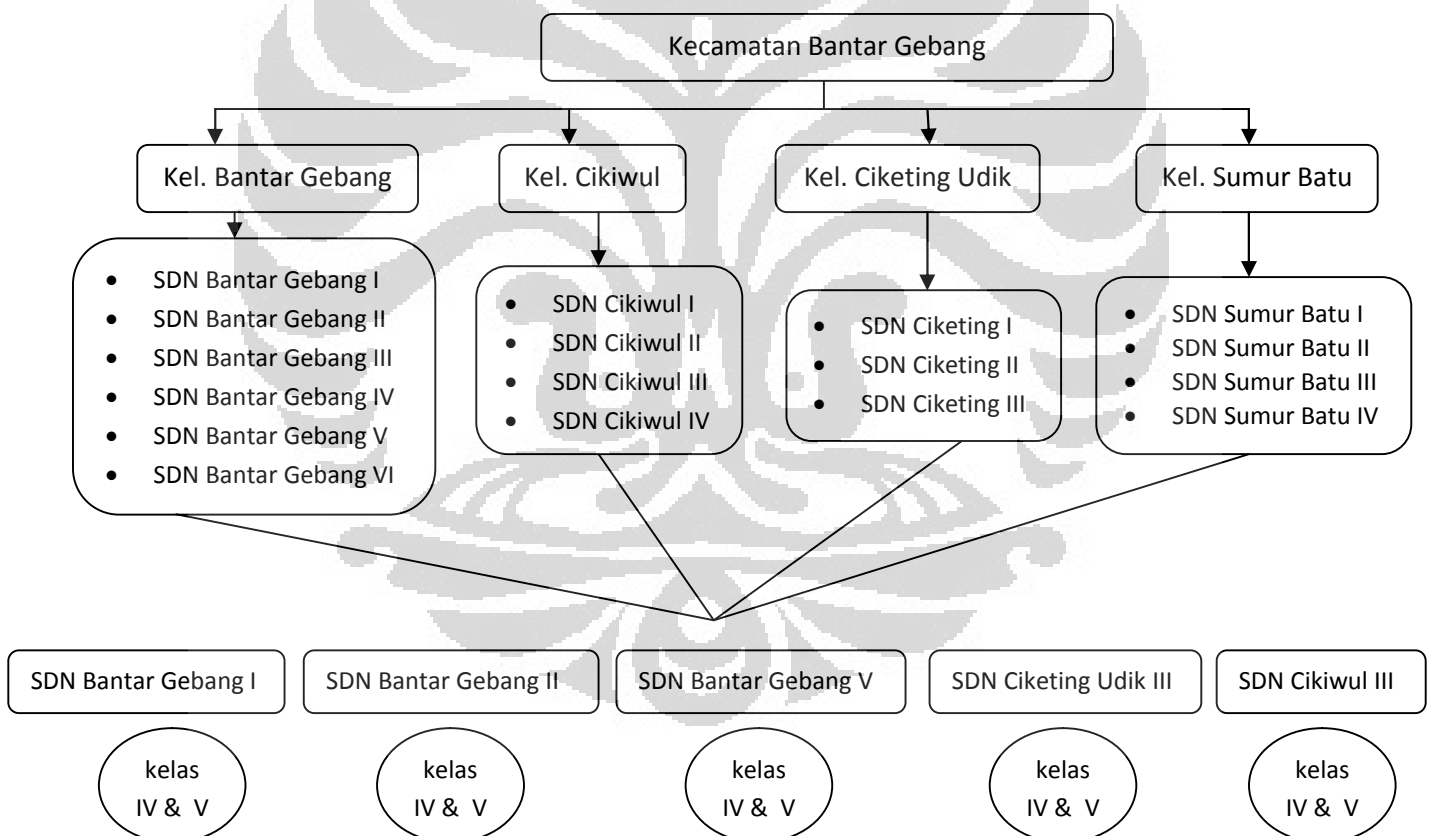 Kecamatan Bantar Gebang
Kel. Bantar Gebang
Kel. Cikiwul
Kel. Ciketing Udik
Kel. Sumur Batu
• SDN Bantar Gebang I
• SDN Bantar Gebang II
• SDN Bantar Gebang III
• SDN Bantar Gebang IV
• SDN Bantar Gebang V
• SDN Bantar Gebang VI
• SDN Cikiwul I
• SDN Cikiwul II
• SDN Cikiwul III
• SDN Cikiwul IV
• SDN Ciketing I
• SDN Ciketing II
• SDN Ciketing III
• SDN Sumur Batu I
• SDN Sumur Batu II
• SDN Sumur Batu III
• SDN Sumur Batu IV
SDN Bantar Gebang I
SDN Bantar Gebang II
SDN Bantar Gebang V
SDN Ciketing Udik III
SDN Cikiwul III
kelas
IV & V
kelas
IV & V
kelas
IV & V
kelas
IV & V
kelas
IV & V